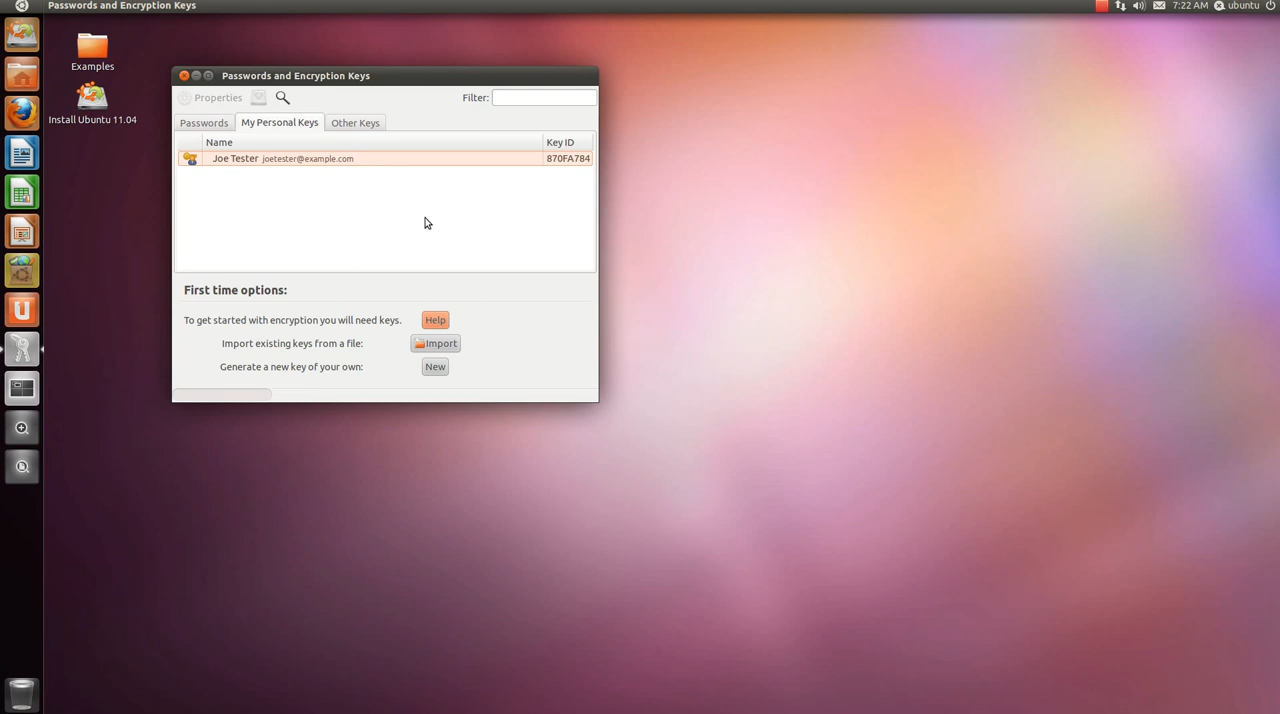 Passwords and Encryption Keys
7:22 AM ubuntu
Examples
Install Ubuntu 11.04
Passwords and Encryption Keys
Properties Filter:
Passwords My Personal Keys Other Keys
Name Key ID
Joe Tester joetester@example.com 870FA784
First time options:
To get started with encryption you will need keys. Help
Import existing keys from a file: Import
Generate a new key of your own: New